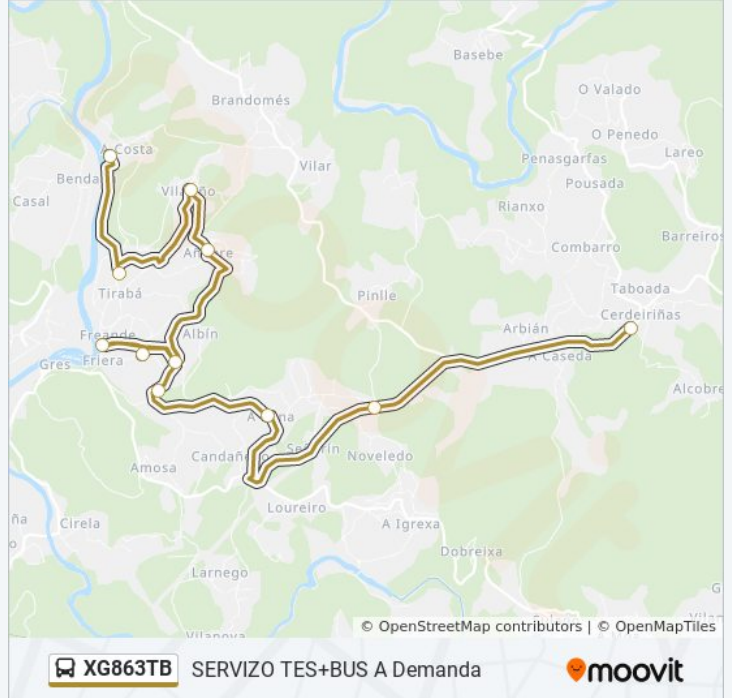 Basebe
O Valado
Brandomés
O Penedo
A Costa
Lareo
Vilar
Penasgarfas
Benda
Pousada
Casal
Rianxo
Barreiros
Combarro
Tirabá
Pinlle
Taboada
Cerdeiriñas
Freande
Albín
Arbián
Friera
A Caseda
Gres
Alcobre
Amosa
Noveledo
Loureiro
Cirela
A Igrexa
Dobreixa
Larnego
Vilanova
© OpenStreetMap contributors | © OpenMapTiles
XG863TB SERVIZO TES+BUS A Demanda
moovit